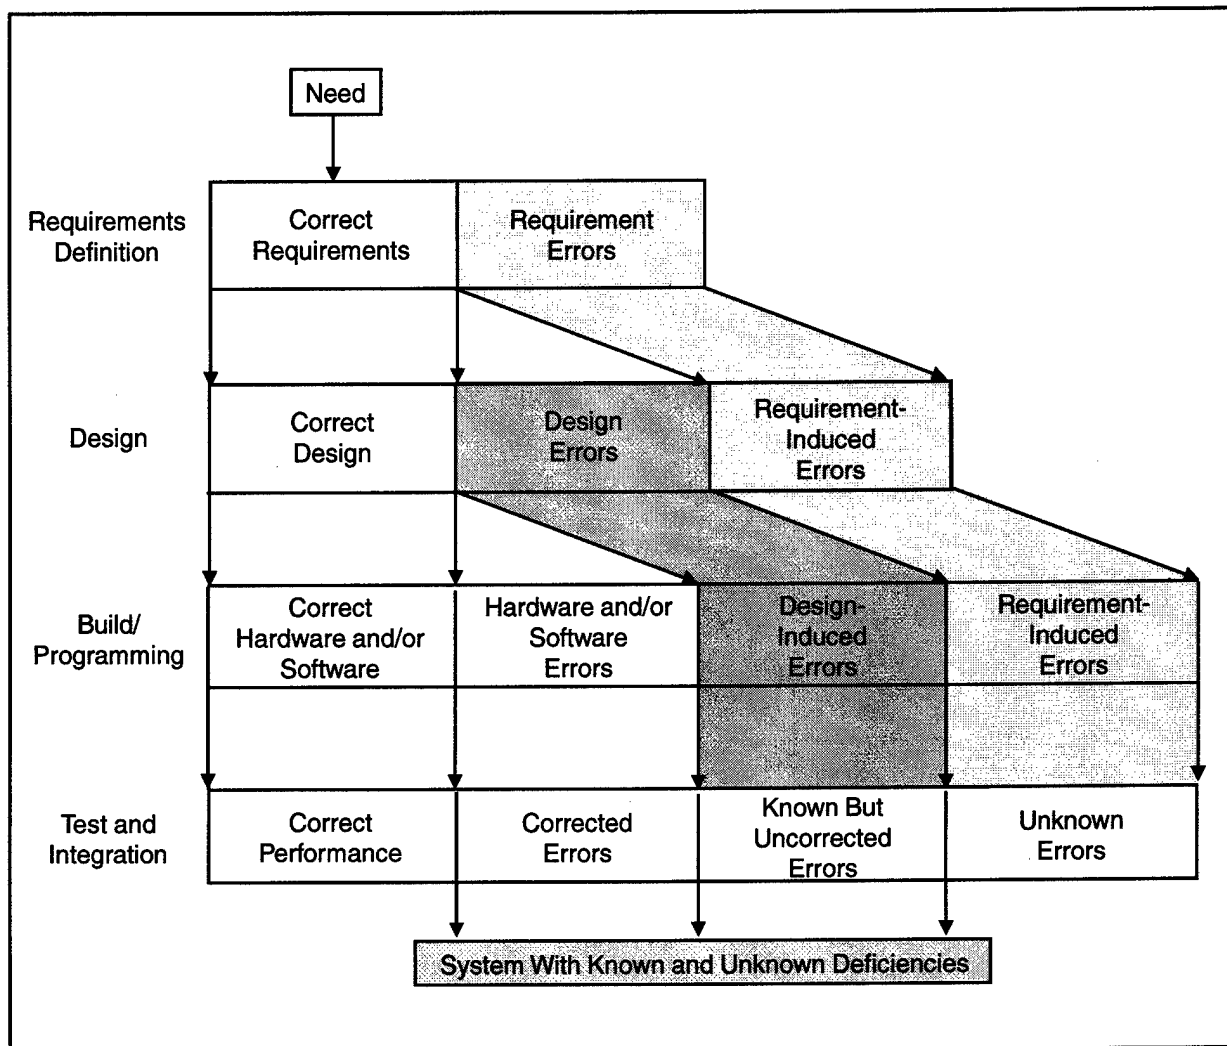 Need
Requirements
Definition
Correct
Requirements
Requirement
Errors
Design
Correct
Design
Design
Errors
Requirement-
Induced
Errors
Build/
Programming
Correct
Hardware and/or
Software
Hardware and/or
Software
Errors
Design-
Induced
Errors
Requirement-
Induced
Errors
Test and
Integration
Correct
Performance
Corrected
Errors
Known But
Uncorrected
Errors
Unknown
Errors
System With Known and Unknown Deficiencies